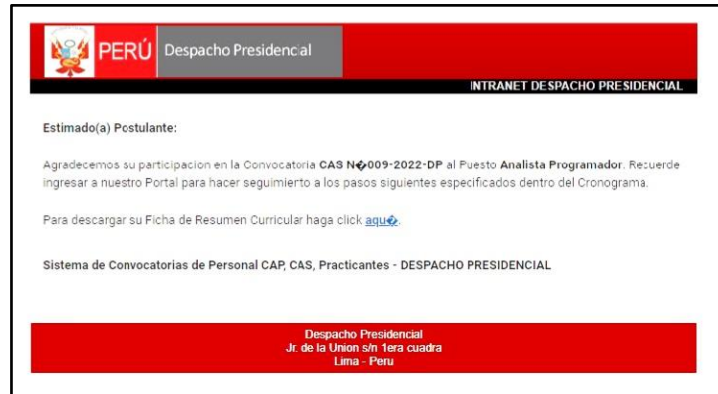 PERÚ
Despacho Presidencial
INTRANET DESPACHO PRESIDENCIAL
Estimado(a) Postulante:
Agradecemos su participacion en la Convocatoria CAS N�009-2022-DP al Puesto Analista Programador. Recuerde
ingresar a nuestro Portal para hacer seguimiento a los pasos siguientes especificados dentro del Cronograma.
Para descargar su Ficha de Resumen Curricular haga click aqu�.
Sistema de Convocatorias de Personal CAP, CAS, Practicantes - DESPACHO PRESIDENCIAL
Despacho Presidencial
Jr. de la Union s/n 1era cuadra
Lima - Peru